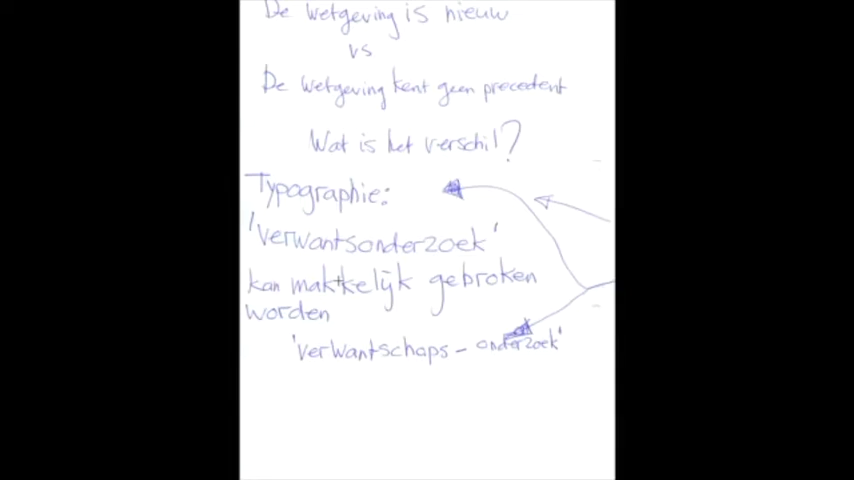 De wetgeving is nieuw
vs
De wetgeving kent geen precedent
Wat is het verschil?
Typographie:
'verwantsonderzoek'
kan makkelijk gebroken
worden
'verwantschaps - onderzoek'